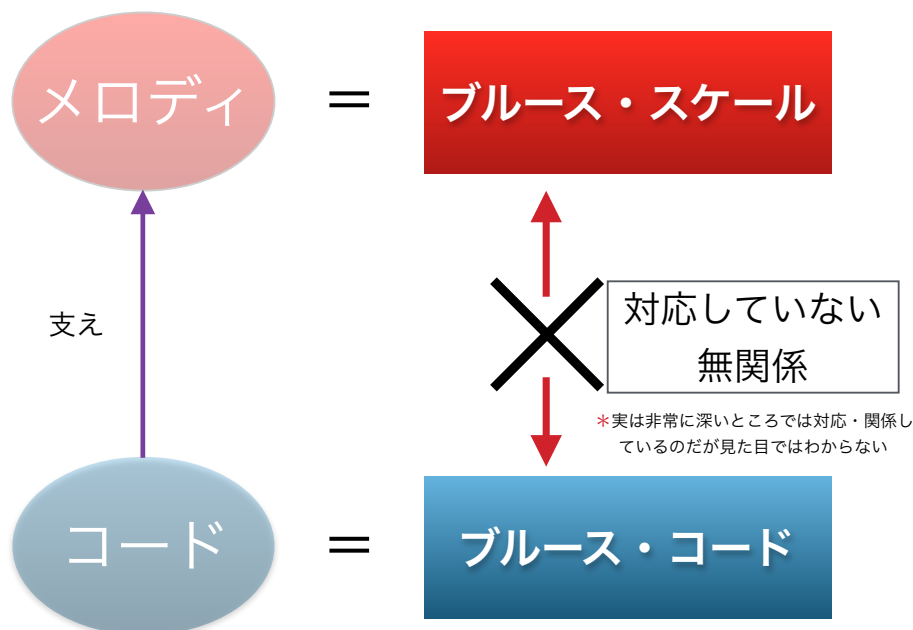 メロディ
=
ブルース・スケール
支え
対応していない
無関係
*実は非常に深いところでは対応・関係し
ているのだが見た目ではわからない
コード
=
ブルース・コード